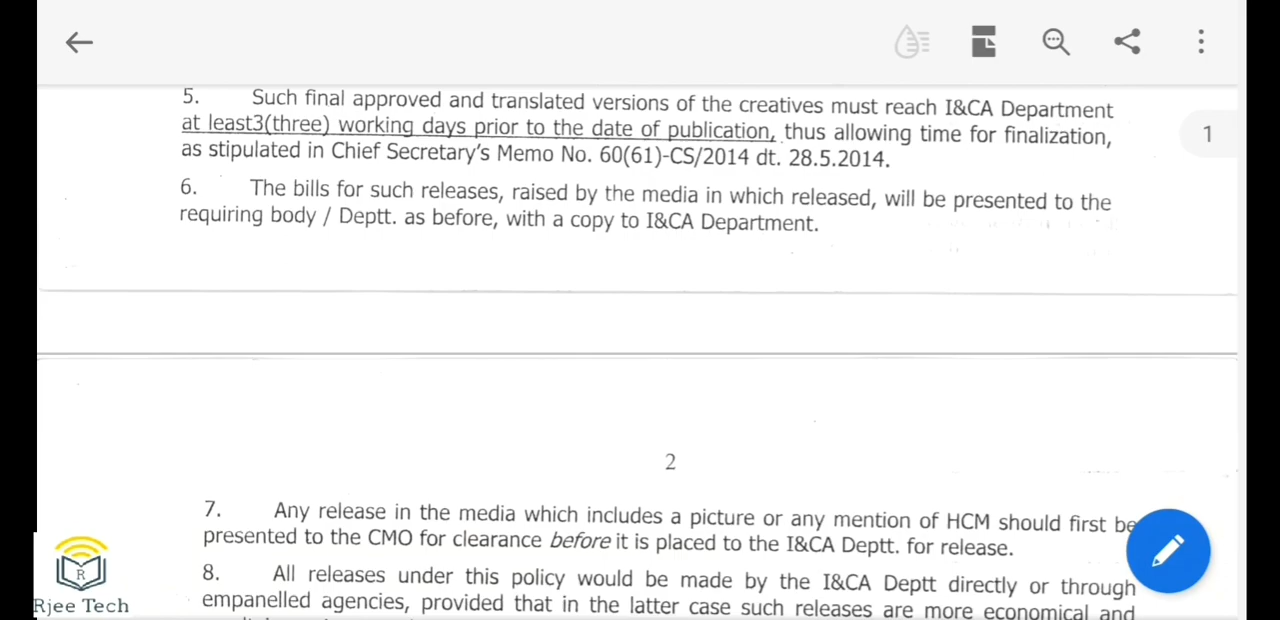 5. Such final approved and translated versions of the creatives must reach I&CA Department
at least3(three) working days prior to the date of publication, thus allowing time for finalization,
as stipulated in Chief Secretary's Memo No. 60(61)-CS/2014 dt. 28.5.2014.
1
6. The bills for such releases, raised by the media in which released, will be presented to the
requiring body / Deptt. as before, with a copy to I&CA Department.
2
7. Any release in the media which includes a picture or any mention of HCM should first be
presented to the CMO for clearance before it is placed to the I&CA Deptt. for release.
8. All releases under this policy would be made by the I&CA Deptt directly or through
empanelled agencies, provided that in the latter case such releases are more economical and
R
Rjee Tech